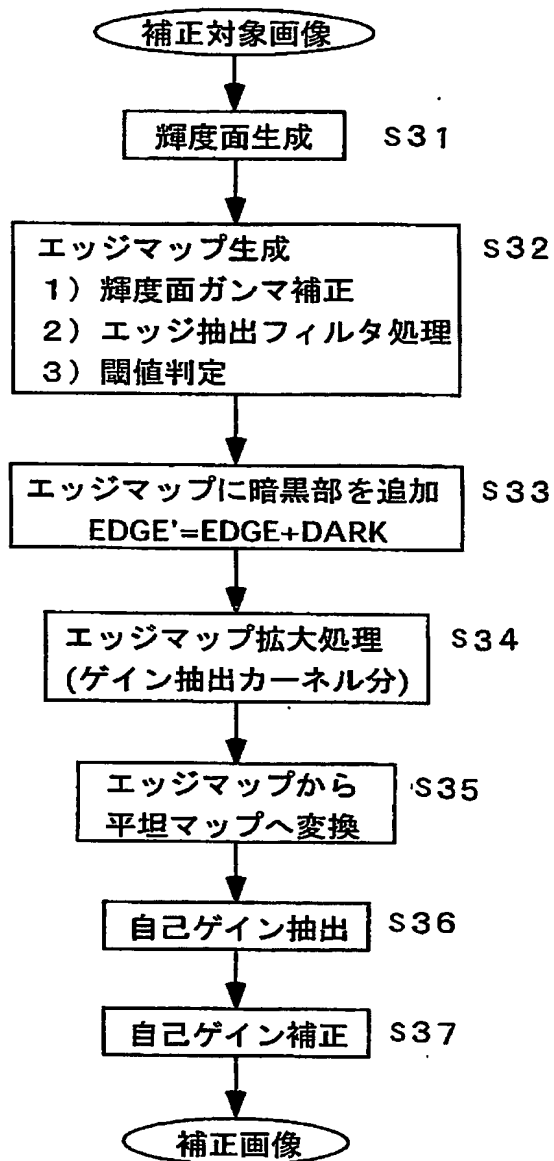 補正対象画像
輝度面生成 S31
エッジマップ生成 S32
1) 輝度面ガンマ補正
2) エッジ抽出フィルタ処理
3) 閾値判定
エッジマップに暗黒部を追加 S33
EDGE'=EDGE+DARK
エッジマップ拡大処理 S34
(ゲイン抽出カーネル分)
エッジマップから S35
平坦マップへ変換
自己ゲイン抽出 S36
自己ゲイン補正 S37
補正画像